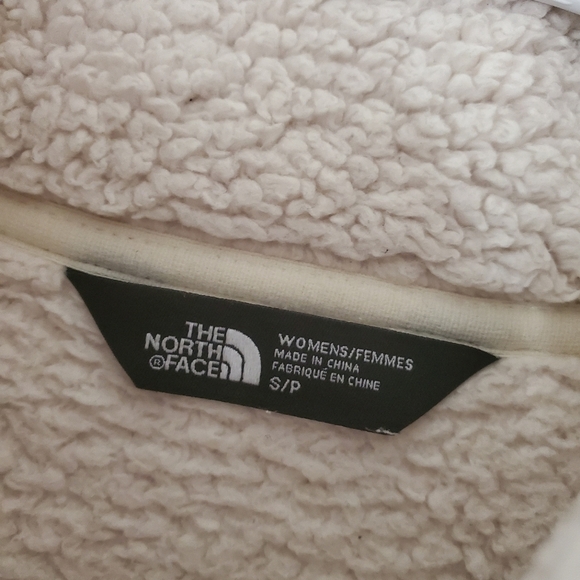 THE
NORTH
®FACE
WOMENS/FEMMES
MADE IN CHINA
FABRIQUÉ EN CHINE
S/P